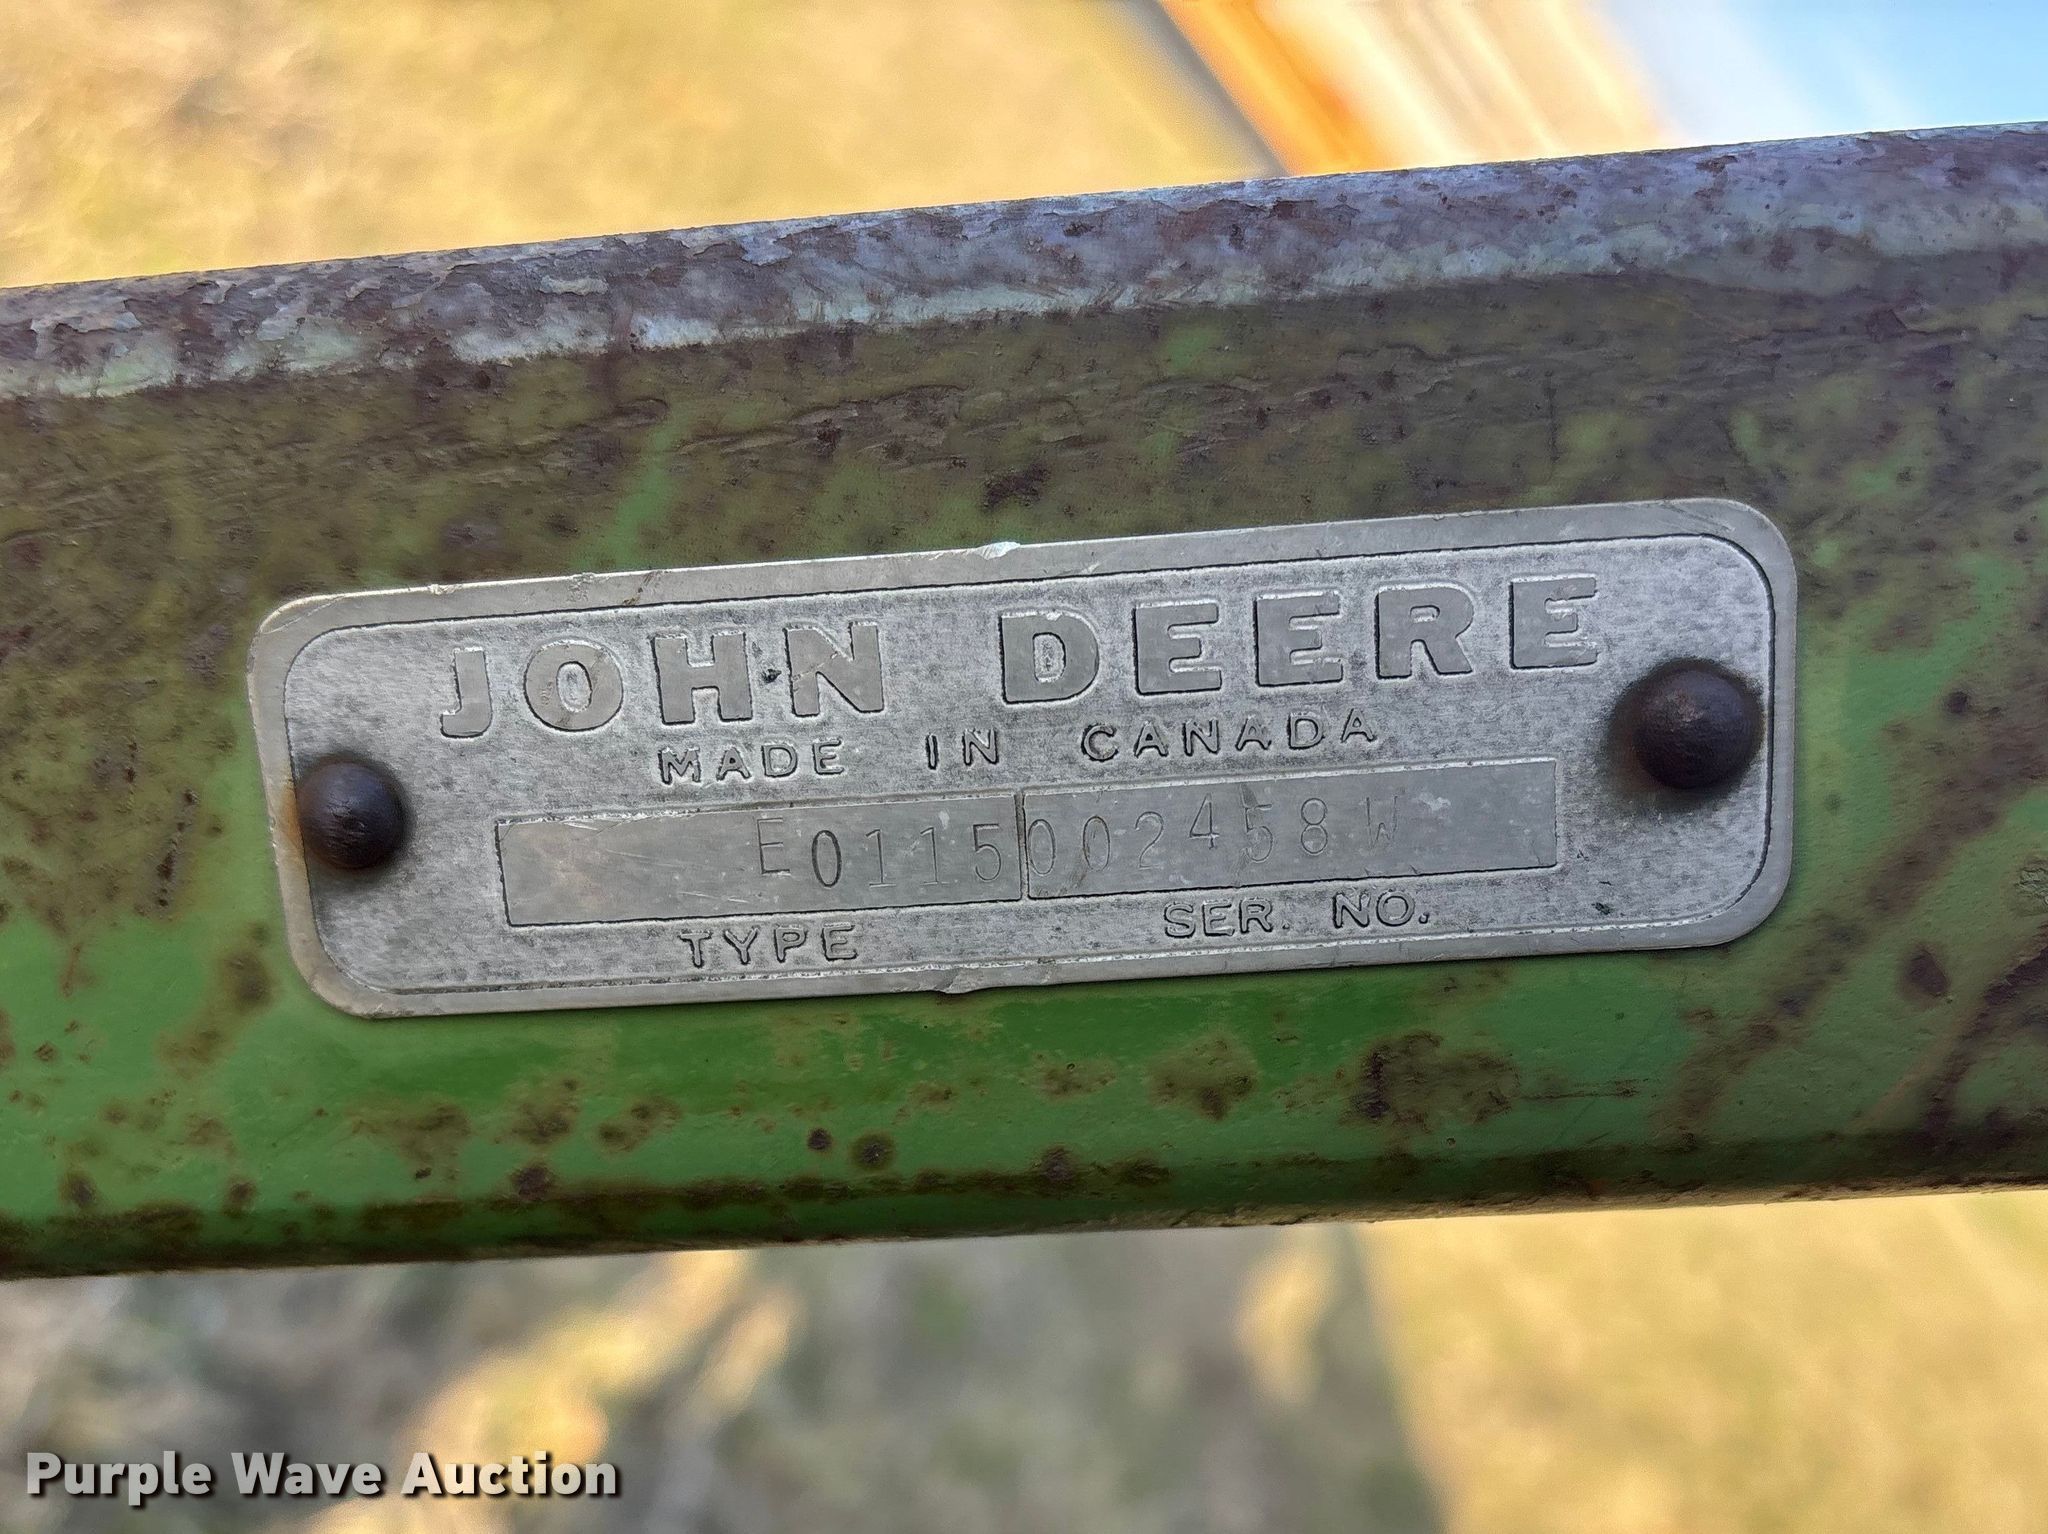 JOHN DEERE
MADE IN CANADA
E0115 002458W
TYPE SER. NO.
Purple Wave Auction